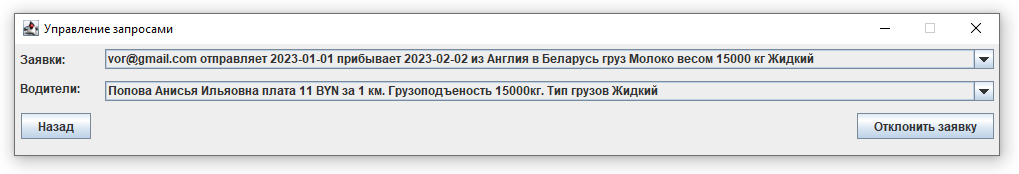 Управление запросами
Заявки: vor@gmail.com отправляет 2023-01-01 прибывает 2023-02-02 из Англия в Беларусь груз Молоко весом 15000 кг Жидкий
Водители: Попова Анисья Ильяовна плата 11 BYN за 1 км. Грузоподъеность 15000кг. Тип грузов Жидкий
Назад Отклонить заявку